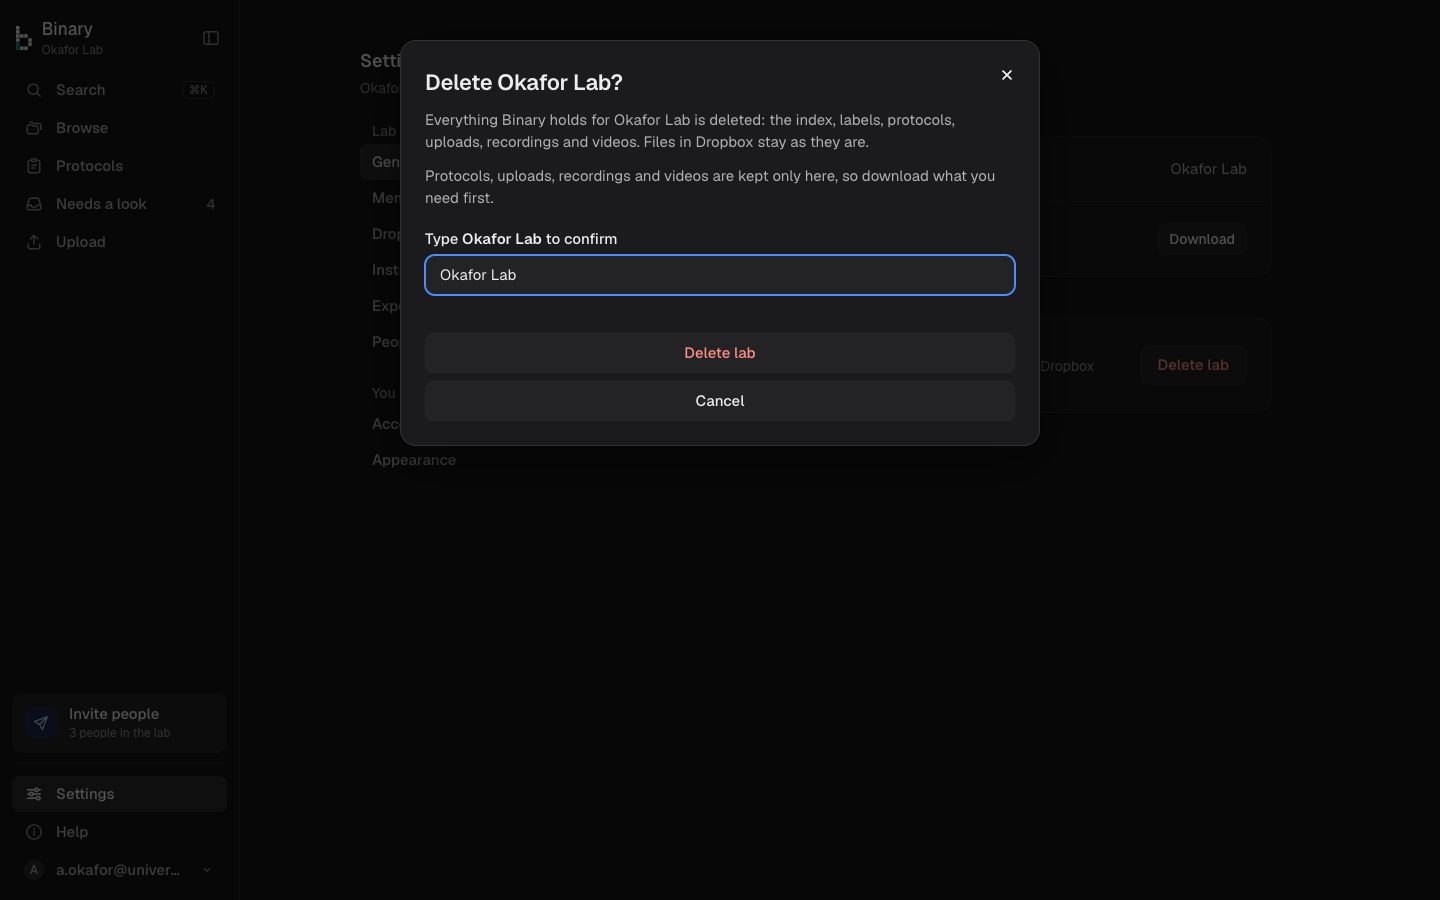 Binary
Okafor Lab
Search ⌘K
Browse
Protocols
Needs a look 4
Upload
Invite people
3 people in the lab
Settings
Help
A a.okafor@univer...
Lab
You
Appearance
Okafor Lab
Download
Dropbox
Delete lab
Delete Okafor Lab?
Everything Binary holds for Okafor Lab is deleted: the index, labels, protocols,
uploads, recordings and videos. Files in Dropbox stay as they are.
Protocols, uploads, recordings and videos are kept only here, so download what you
need first.
Type Okafor Lab to confirm
Okafor Lab
Delete lab
Cancel